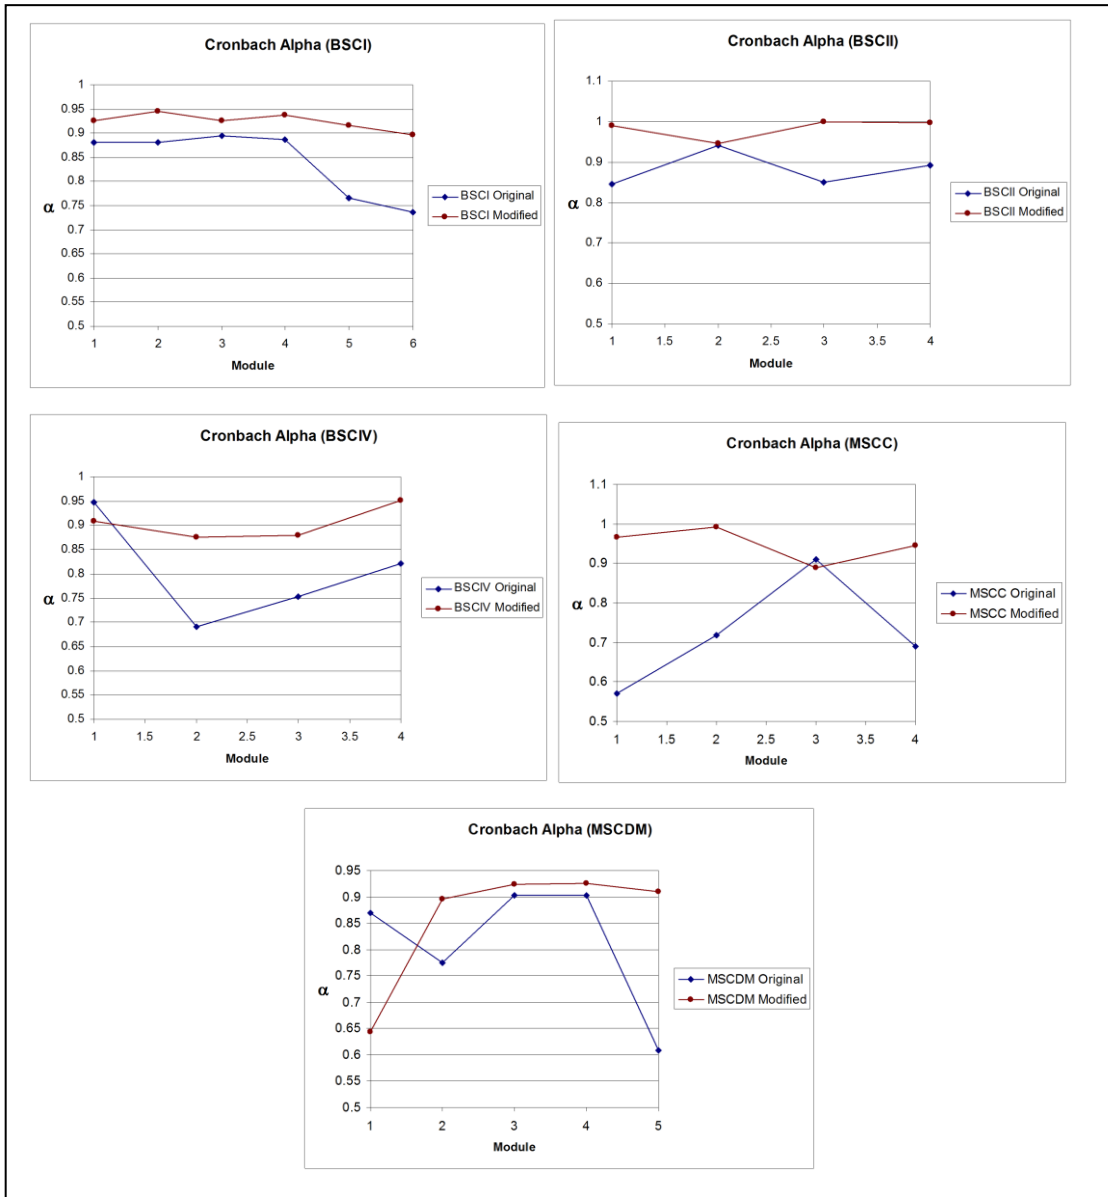 Cronbach Alpha (BSCI)
1
0.95
0.9
0.85
0.8
0.75
0.7
0.65
0.6
0.55
0.5
α
1 2 3 4 5 6
Module
BSCI Original
BSCI Modified
Cronbach Alpha (BSCII)
1.1
1
0.9
0.8
0.7
0.6
0.5
α
1 1.5 2 2.5 3 3.5 4
Module
BSCII Original
BSCII Modified
Cronbach Alpha (BSCIV)
1
0.95
0.9
0.85
0.8
0.75
0.7
0.65
0.6
0.55
0.5
α
1 1.5 2 2.5 3 3.5 4
Module
BSCIV Original
BSCIV Modified
Cronbach Alpha (MSCC)
1.1
1
0.9
0.8
0.7
0.6
0.5
α
1 1.5 2 2.5 3 3.5 4
Module
MSCC Original
MSCC Modified
Cronbach Alpha (MSCDM)
0.95
0.9
0.85
0.8
0.75
0.7
0.65
0.6
0.55
0.5
α
1 2 3 4 5
Module
MSCDM Original
MSCDM Modified